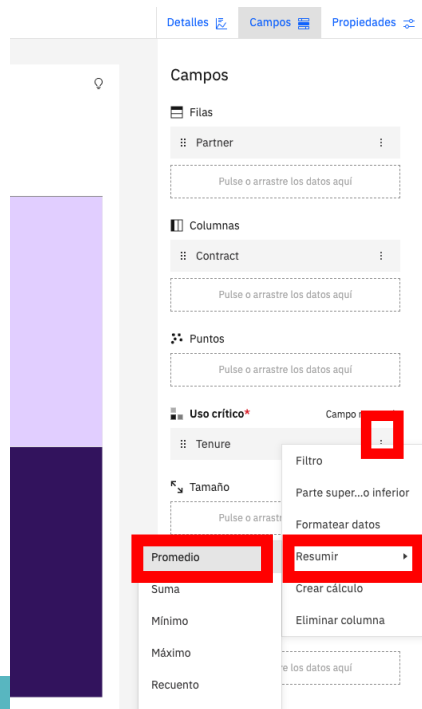 Detalles
Campos
Propiedades
Campos
Filas
Partner
Pulse o arrastre los datos aquí
Columnas
Contract
Pulse o arrastre los datos aquí
Puntos
Pulse o arrastre los datos aquí
Uso crítico*
Campo
Tenure
Filtro
Tamaño
Parte super...o inferior
Pulse o
Formatear datos
Promedio
Resumir
Suma
Crear cálculo
Mínimo
Eliminar columna
Máximo
los datos aquí
Recuento